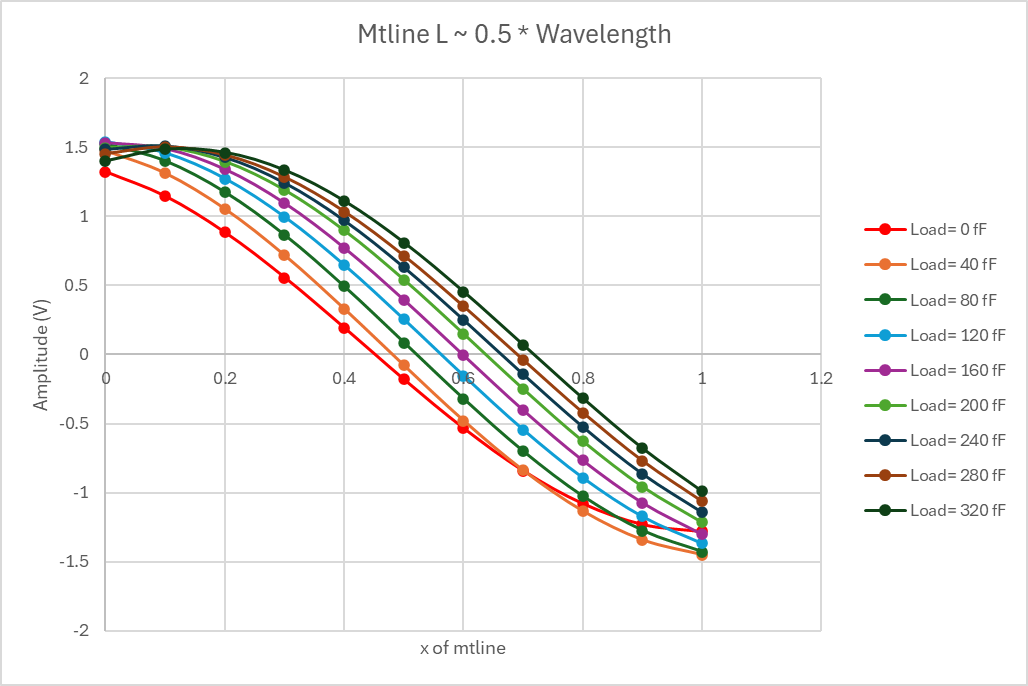 Mtline L ~ 0.5 * Wavelength
2
1.5
1
0.5
0
-0.5
-1
-1.5
-2
0
0.2
0.4
0.6
0.8
1
1.2
Amplitude (V)
x of mtline
Load= 0 fF
Load= 40 fF
Load= 80 fF
Load= 120 fF
Load= 160 fF
Load= 200 fF
Load= 240 fF
Load= 280 fF
Load= 320 fF